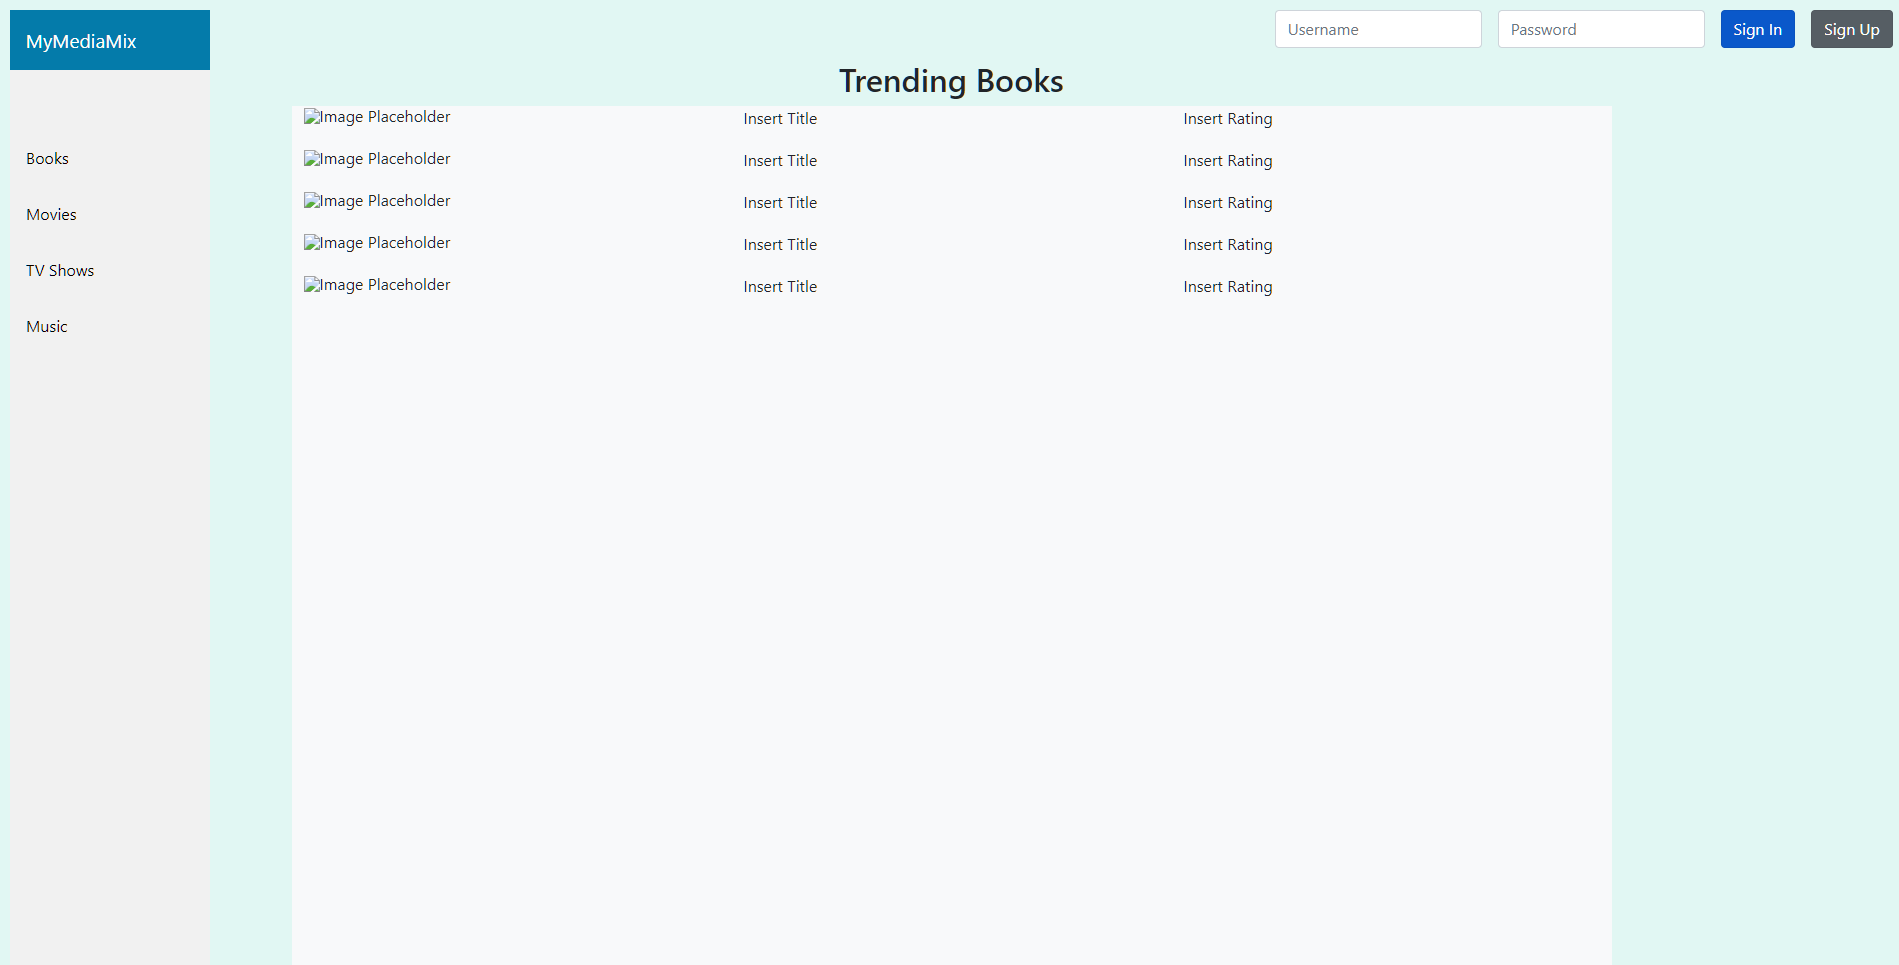 MyMediaMix
Username Password Sign In Sign Up
Trending Books
Books
Movies
TV Shows
Music
Image Placeholder Insert Title Insert Rating
Image Placeholder Insert Title Insert Rating
Image Placeholder Insert Title Insert Rating
Image Placeholder Insert Title Insert Rating
Image Placeholder Insert Title Insert Rating